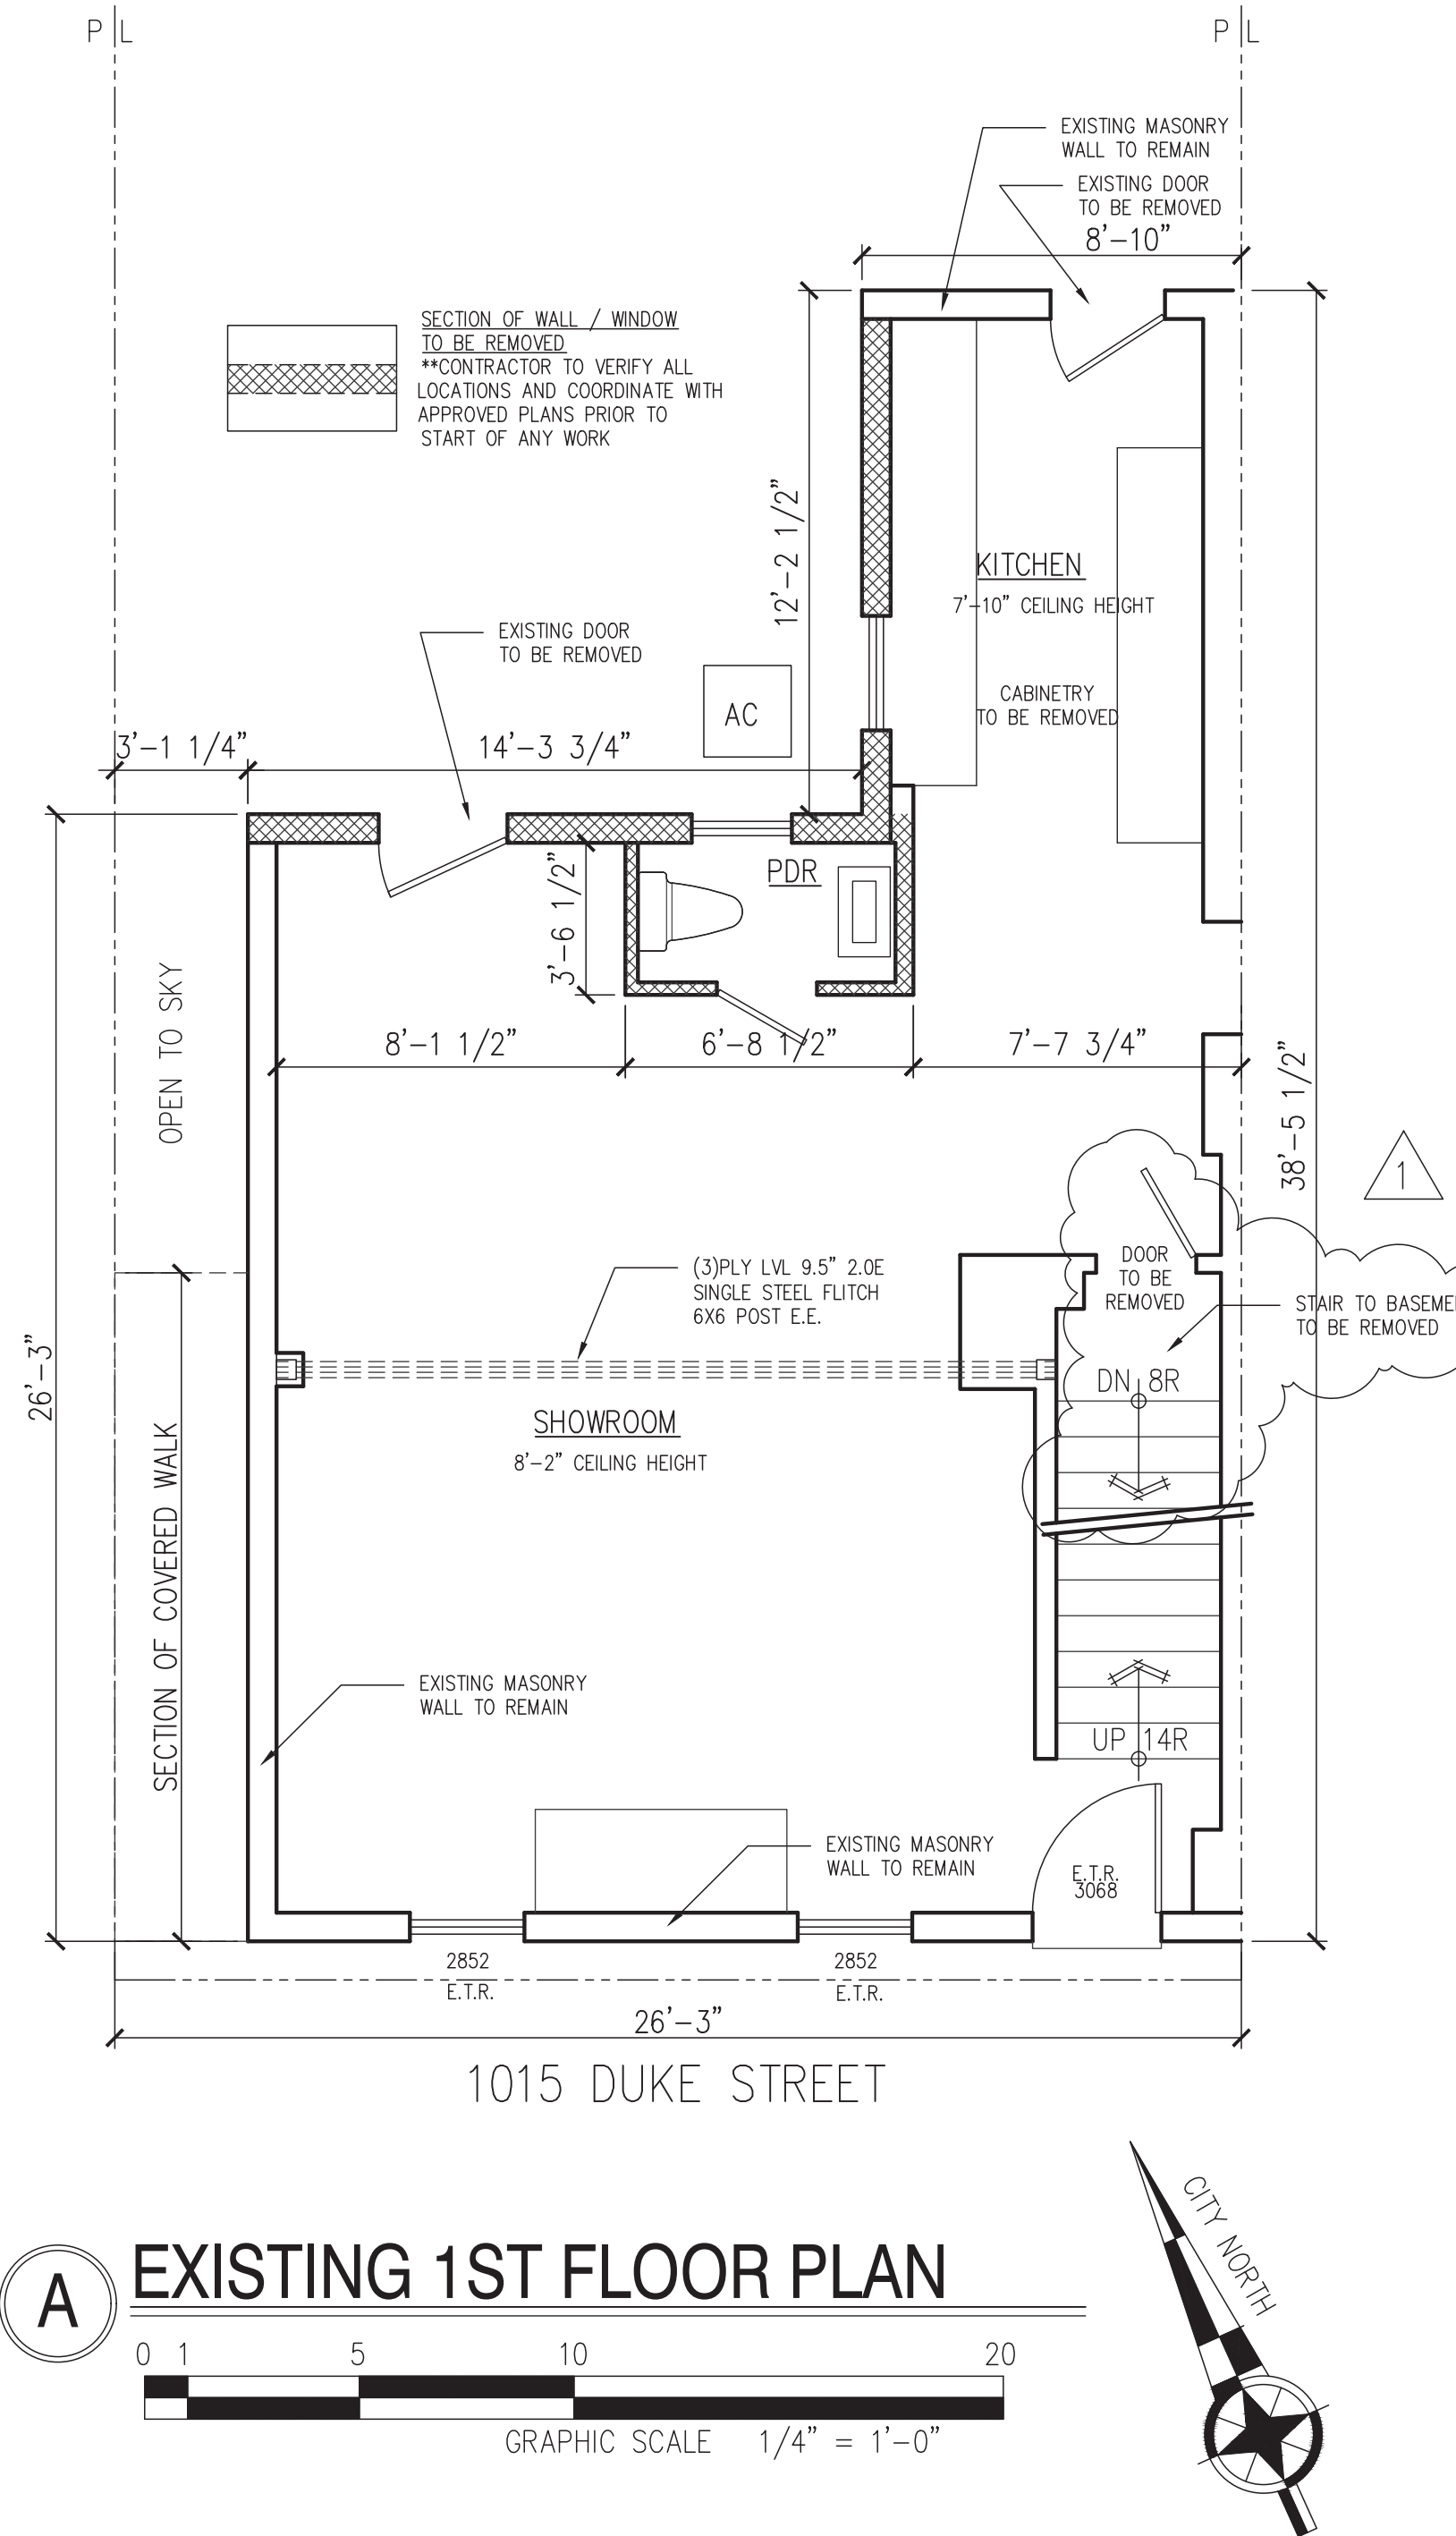 P L
P L
EXISTING MASONRY
WALL TO REMAIN
EXISTING DOOR
TO BE REMOVED
8'-10"
SECTION OF WALL / WINDOW
TO BE REMOVED
**CONTRACTOR TO VERIFY ALL
LOCATIONS AND COORDINATE WITH
APPROVED PLANS PRIOR TO
START OF ANY WORK
12'-2 1/2"
KITCHEN
7'-10" CEILING HEIGHT
EXISTING DOOR
TO BE REMOVED
CABINETRY
TO BE REMOVED
AC
3'-1 1/4"
14'-3 3/4"
PDR
3'-6 1/2"
OPEN TO SKY
8'-1 1/2"
6'-8 1/2"
7'-7 3/4"
38'-5 1/2"
1
DOOR
TO BE
REMOVED
(3)PLY LVL 9.5" 2.0E
SINGLE STEEL FLITCH
6X6 POST E.E.
STAIR TO BASEME
TO BE REMOVED
26'-3"
DN 8R
SHOWROOM
8'-2" CEILING HEIGHT
SECTION OF COVERED WALK
EXISTING MASONRY
WALL TO REMAIN
UP 14R
EXISTING MASONRY
WALL TO REMAIN
E.T.R.
3068
2852
E.T.R.
2852
E.T.R.
26'-3"
1015 DUKE STREET
CITY NORTH
A
EXISTING 1ST FLOOR PLAN
0 1 5 10 20
GRAPHIC SCALE 1/4" = 1'-0"